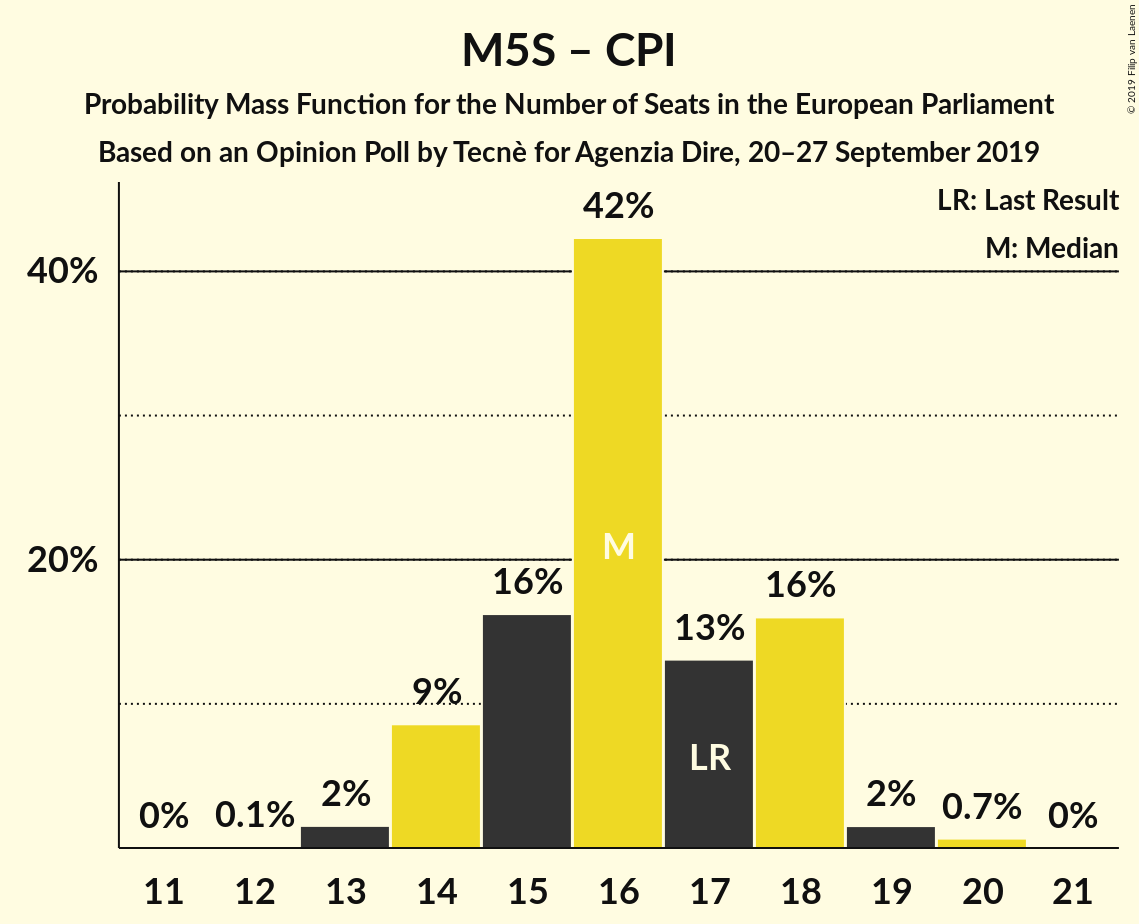 M5S – CPI
Probability Mass Function for the Number of Seats in the European Parliament
Based on an Opinion Poll by Tecnè for Agenzia Dire, 20–27 September 2019
© 2019 Filip van Laenen
LR: Last Result
M: Median
42%
40%
M
20%
16%
16%
13%
9%
LR
2%
2%
0.7%
0%
0.1%
0%
11 12 13 14 15 16 17 18 19 20 21